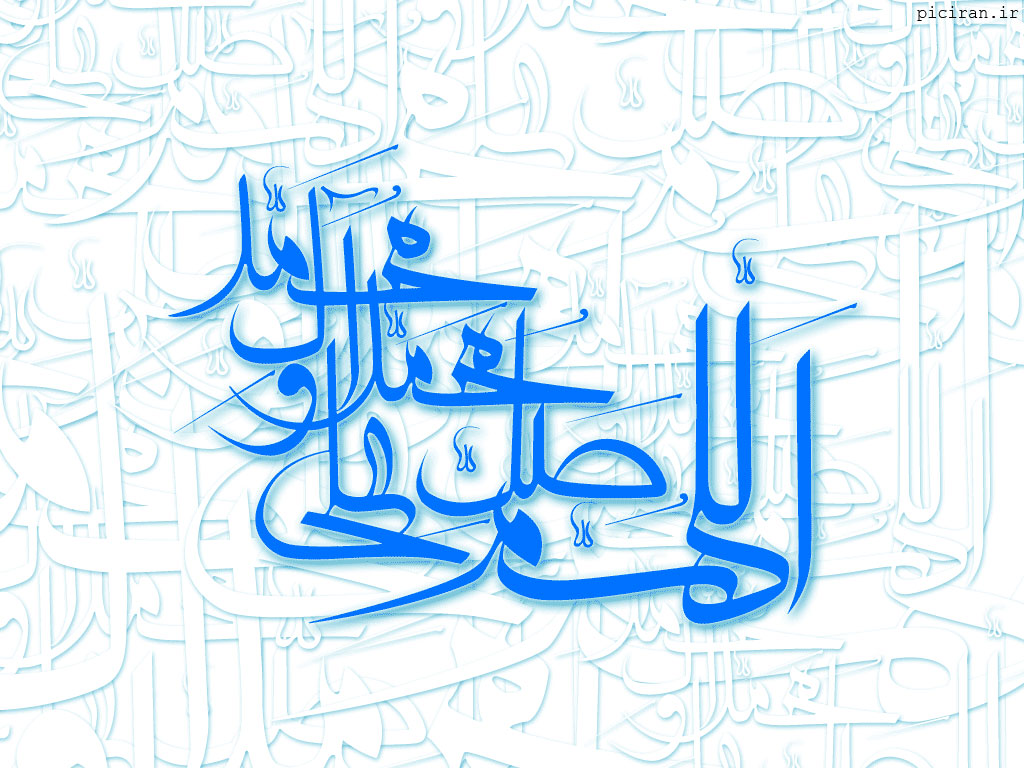 piciran.ir
اللهم صل علی محمد و آل محمد